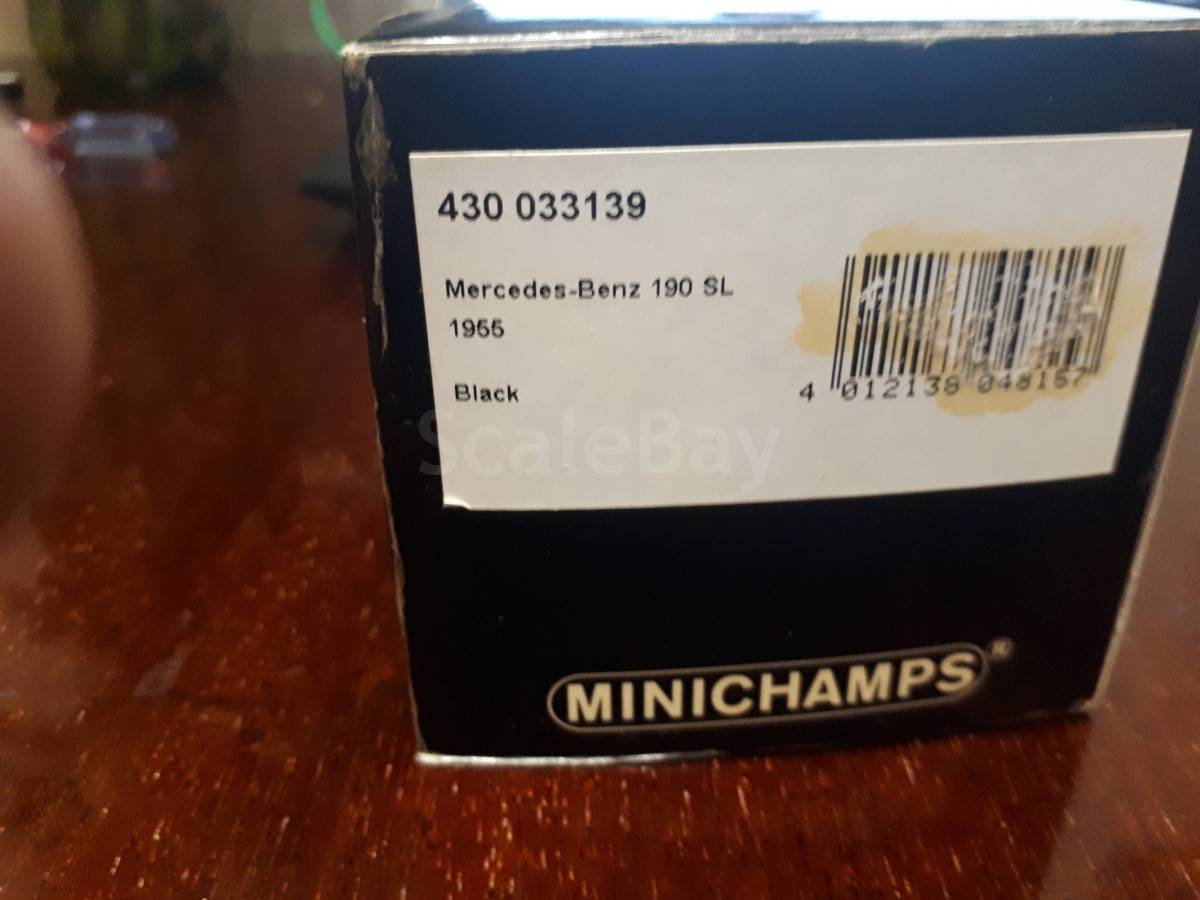 430 033139
Mercedes-Benz 190 SL
1955
Black
4 012138 048157
ScaleBay
MINICHAMPS®